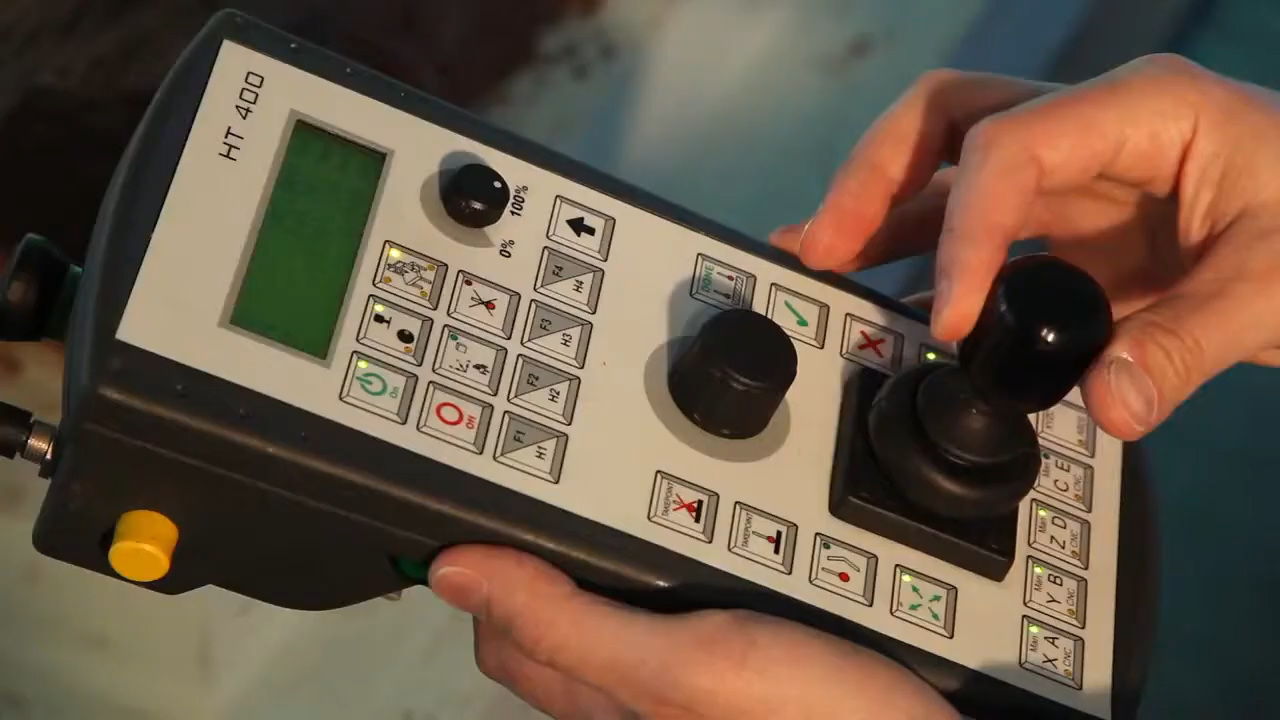 HT 400
100%
0%
F4
H4
F3
H3
F2
H2
F1
H1
On
Off
DONE
TAKEPOINT
TAKEPOINT
Man
C E
CNC
Man
Z D
CNC
Man
Y B
CNC
Man
X A
CNC